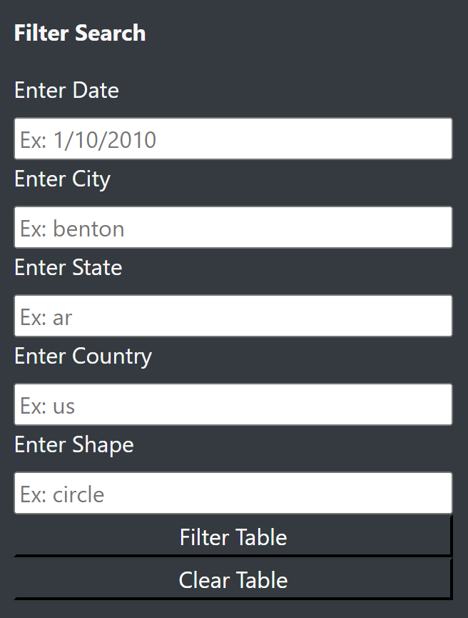 Filter Search
Enter Date
Ex: 1/10/2010
Enter City
Ex: benton
Enter State
Ex: ar
Enter Country
Ex: us
Enter Shape
Ex: circle
Filter Table
Clear Table